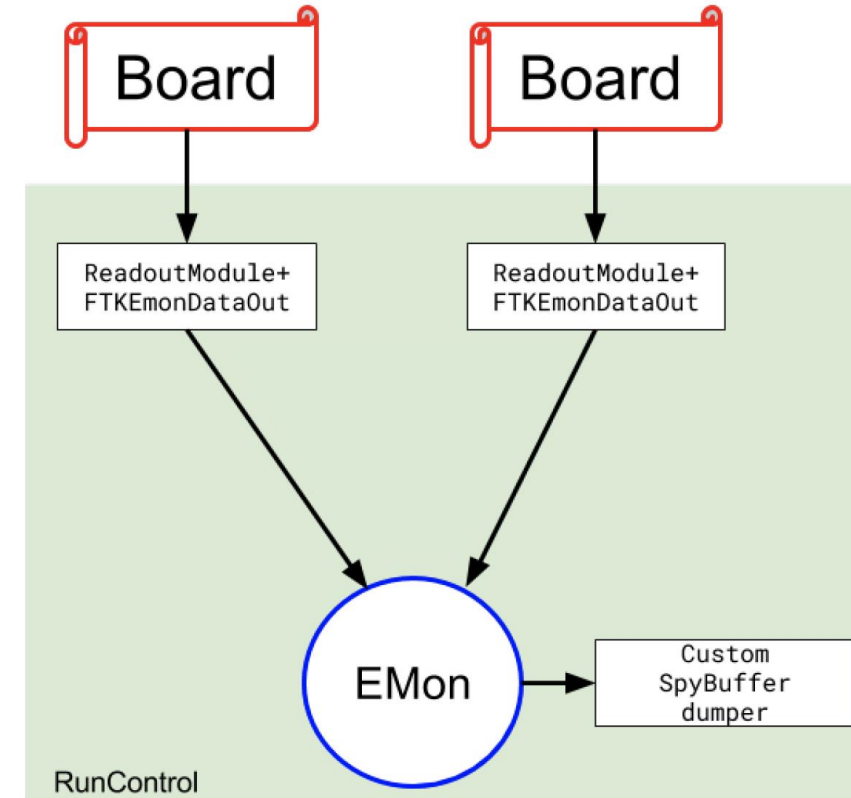 Board
Board
ReadoutModule+
FTKEmonDataOut
ReadoutModule+
FTKEmonDataOut
EMon
Custom
SpyBuffer
dumper
RunControl